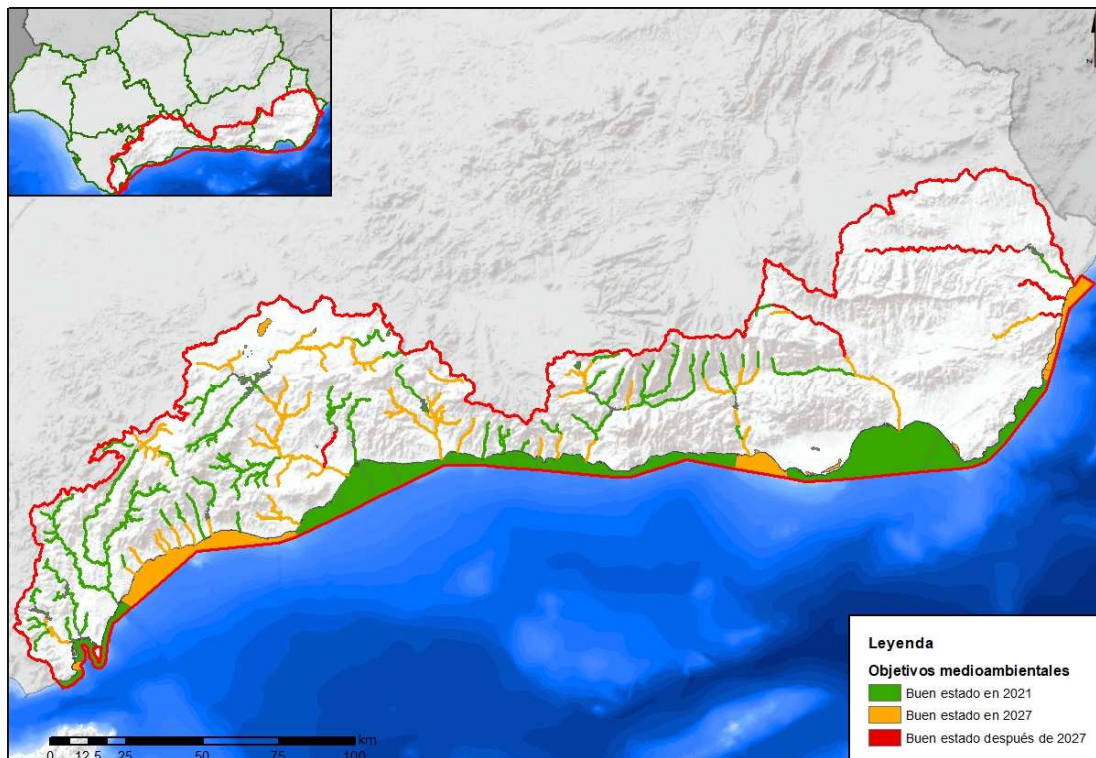 z
Leyenda
Objetivos medioambientales
Buen estado en 2021
Buen estado en 2027
Buen estado después de 2027
km
0 12,5 25 50 75 100